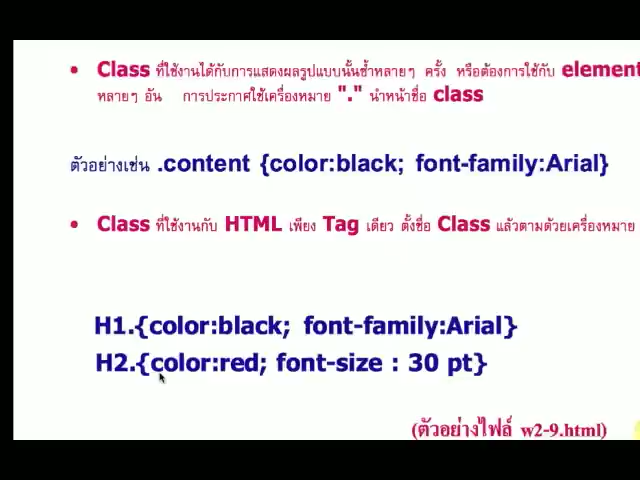 • Class ที่ใช้งานได้กับการแสดงผลรูปแบบนั้นซ้ำหลายๆ ครั้ง หรือต้องการใช้กับ element
หลายๆ อัน การประกาศใช้เครื่องหมาย "." นำหน้าชื่อ class
ตัวอย่างเช่น .content {color:black; font-family:Arial}
• Class ที่ใช้งานกับ HTML เพียง Tag เดียว ตั้งชื่อ Class แล้วตามด้วยเครื่องหมาย
H1.{color:black; font-family:Arial}
H2.{color:red; font-size : 30 pt}
(ตัวอย่างไฟล์ w2-9.html)